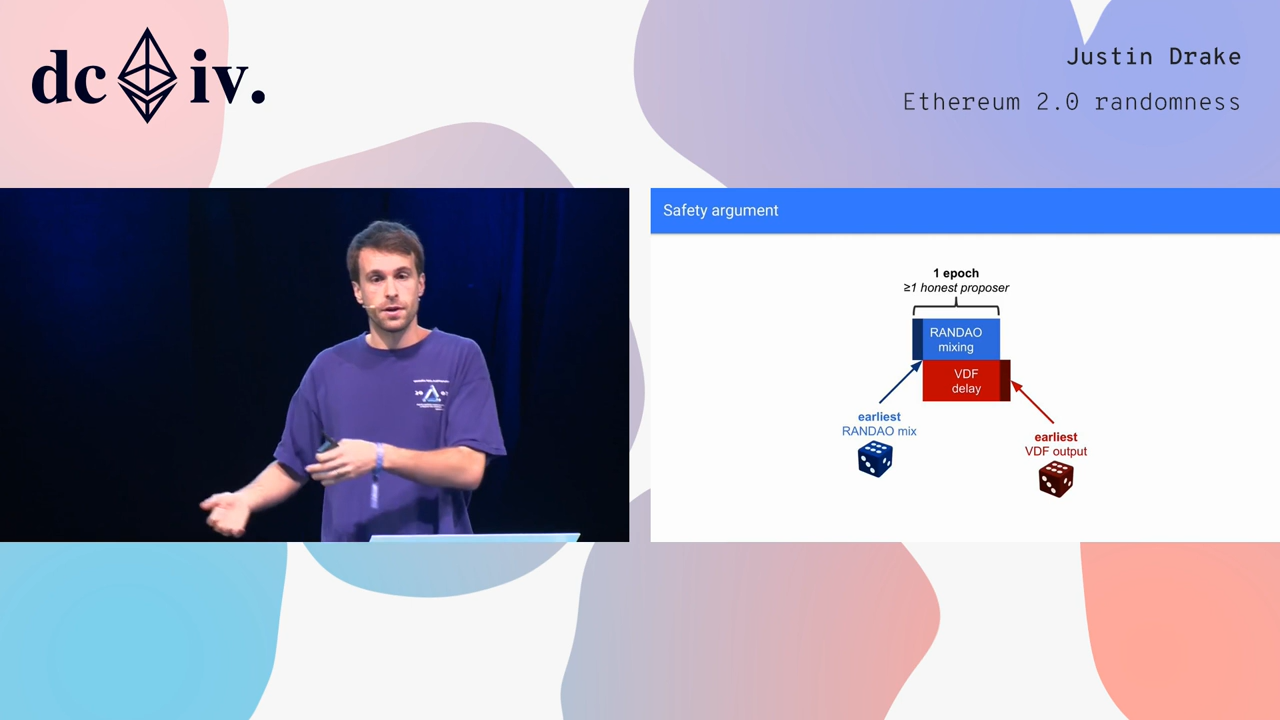 dc iv.
Justin Drake
Ethereum 2.0 randomness
Safety argument
1 epoch
≥1 honest proposer
RANDAO
mixing
VDF
delay
earliest
RANDAO mix
earliest
VDF output